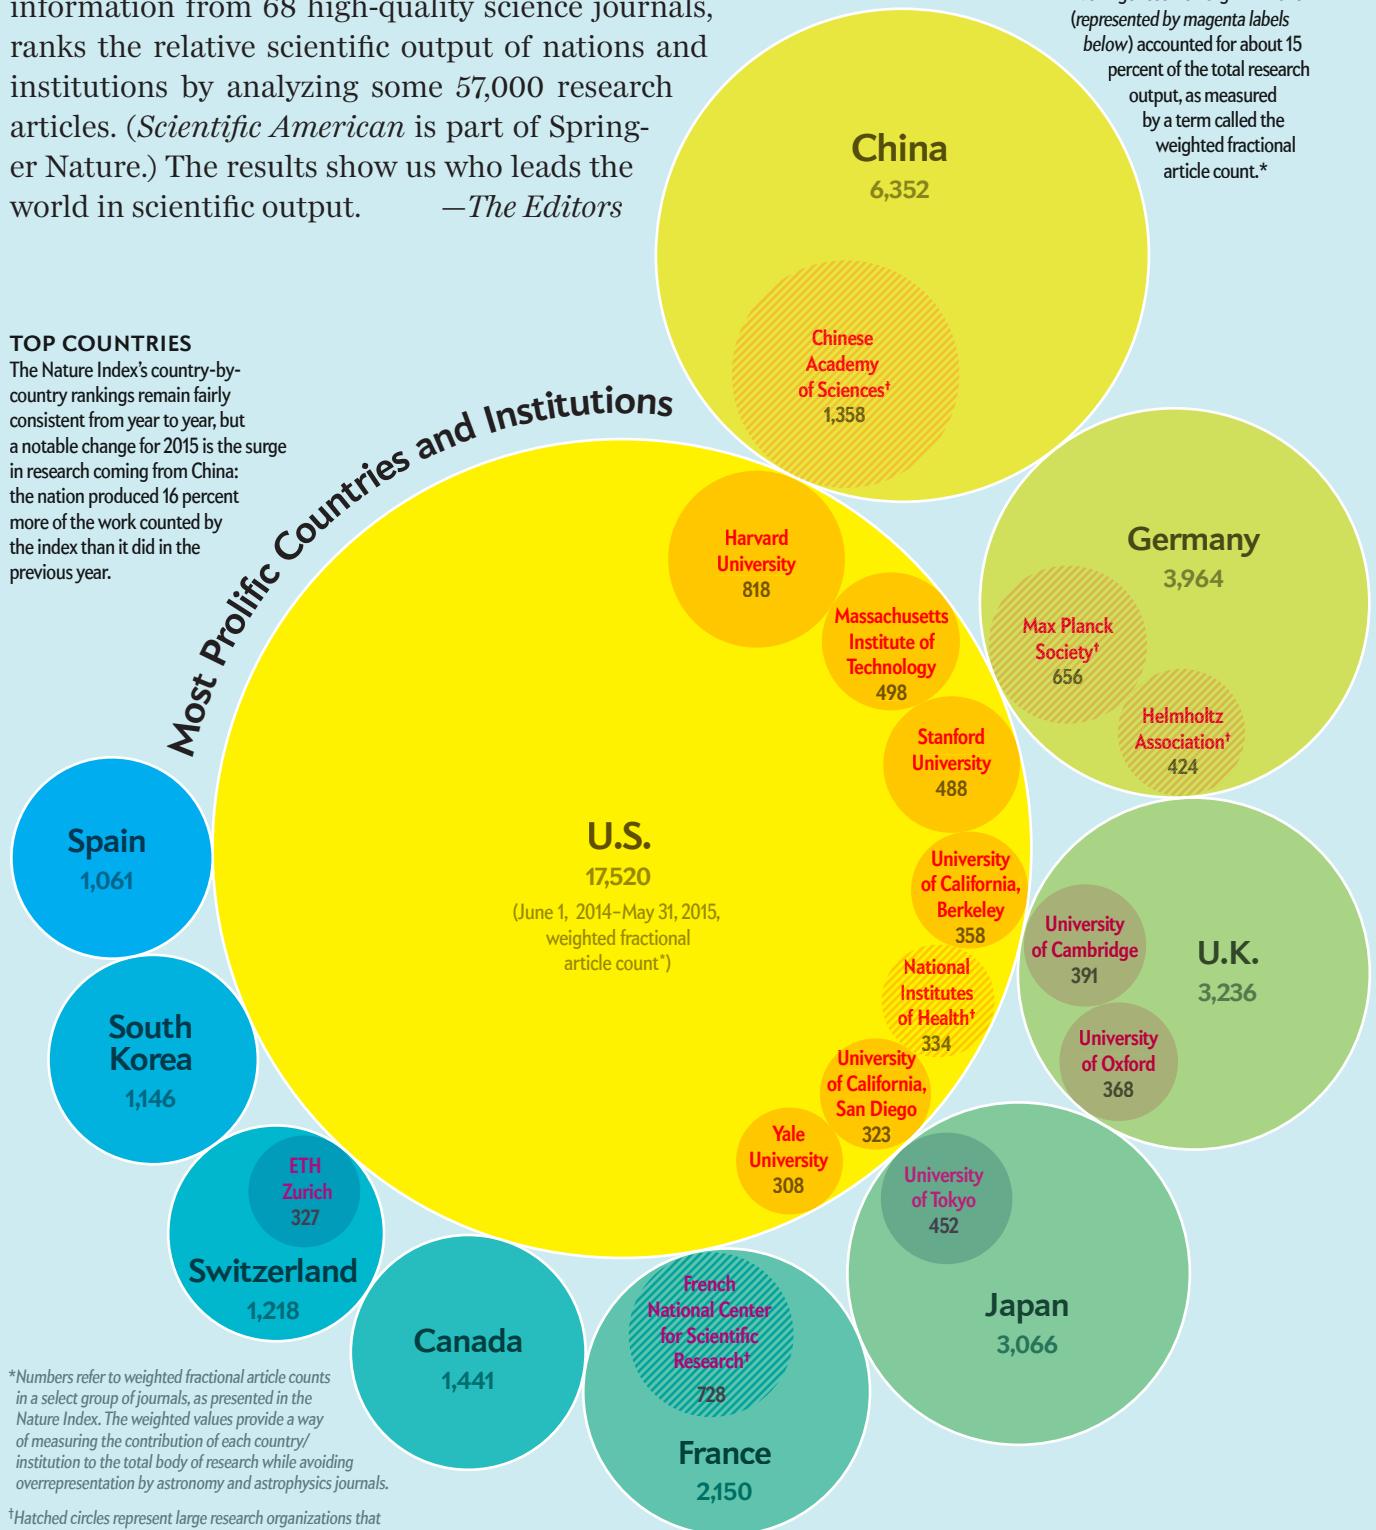 information from 68 high-quality science journals,
ranks the relative scientific output of nations and
institutions by analyzing some 57,000 research
articles. (Scientific American is part of Spring-
er Nature.) The results show us who leads the
world in scientific output. —The Editors
(represented by magenta labels
below) accounted for about 15
percent of the total research
output, as measured
by a term called the
weighted fractional
article count.*
TOP COUNTRIES
The Nature Index's country-by-
country rankings remain fairly
consistent from year to year, but
a notable change for 2015 is the surge
in research coming from China:
the nation produced 16 percent
more of the work counted by
the index than it did in the
previous year.
Most Prolific Countries and Institutions
China
6,352
Chinese
Academy
of Sciences†
1,358
Germany
3,964
Max Planck
Society†
656
Helmholtz
Association†
424
Harvard
University
818
Massachusetts
Institute of
Technology
498
Stanford
University
488
University
of California,
Berkeley
358
National
Institutes
of Health†
334
University
of California,
San Diego
323
Yale
University
308
U.S.
17,520
(June 1, 2014–May 31, 2015,
weighted fractional
article count*)
U.K.
3,236
University
of Cambridge
391
University
of Oxford
368
Japan
3,066
University
of Tokyo
452
France
2,150
French
National Center
for Scientific
Research†
728
Canada
1,441
Switzerland
1,218
ETH
Zurich
327
South
Korea
1,146
Spain
1,061
*Numbers refer to weighted fractional article counts
in a select group of journals, as presented in the
Nature Index. The weighted values provide a way
of measuring the contribution of each country/
institution to the total body of research while avoiding
overrepresentation by astronomy and astrophysics journals.
†Hatched circles represent large research organizations that